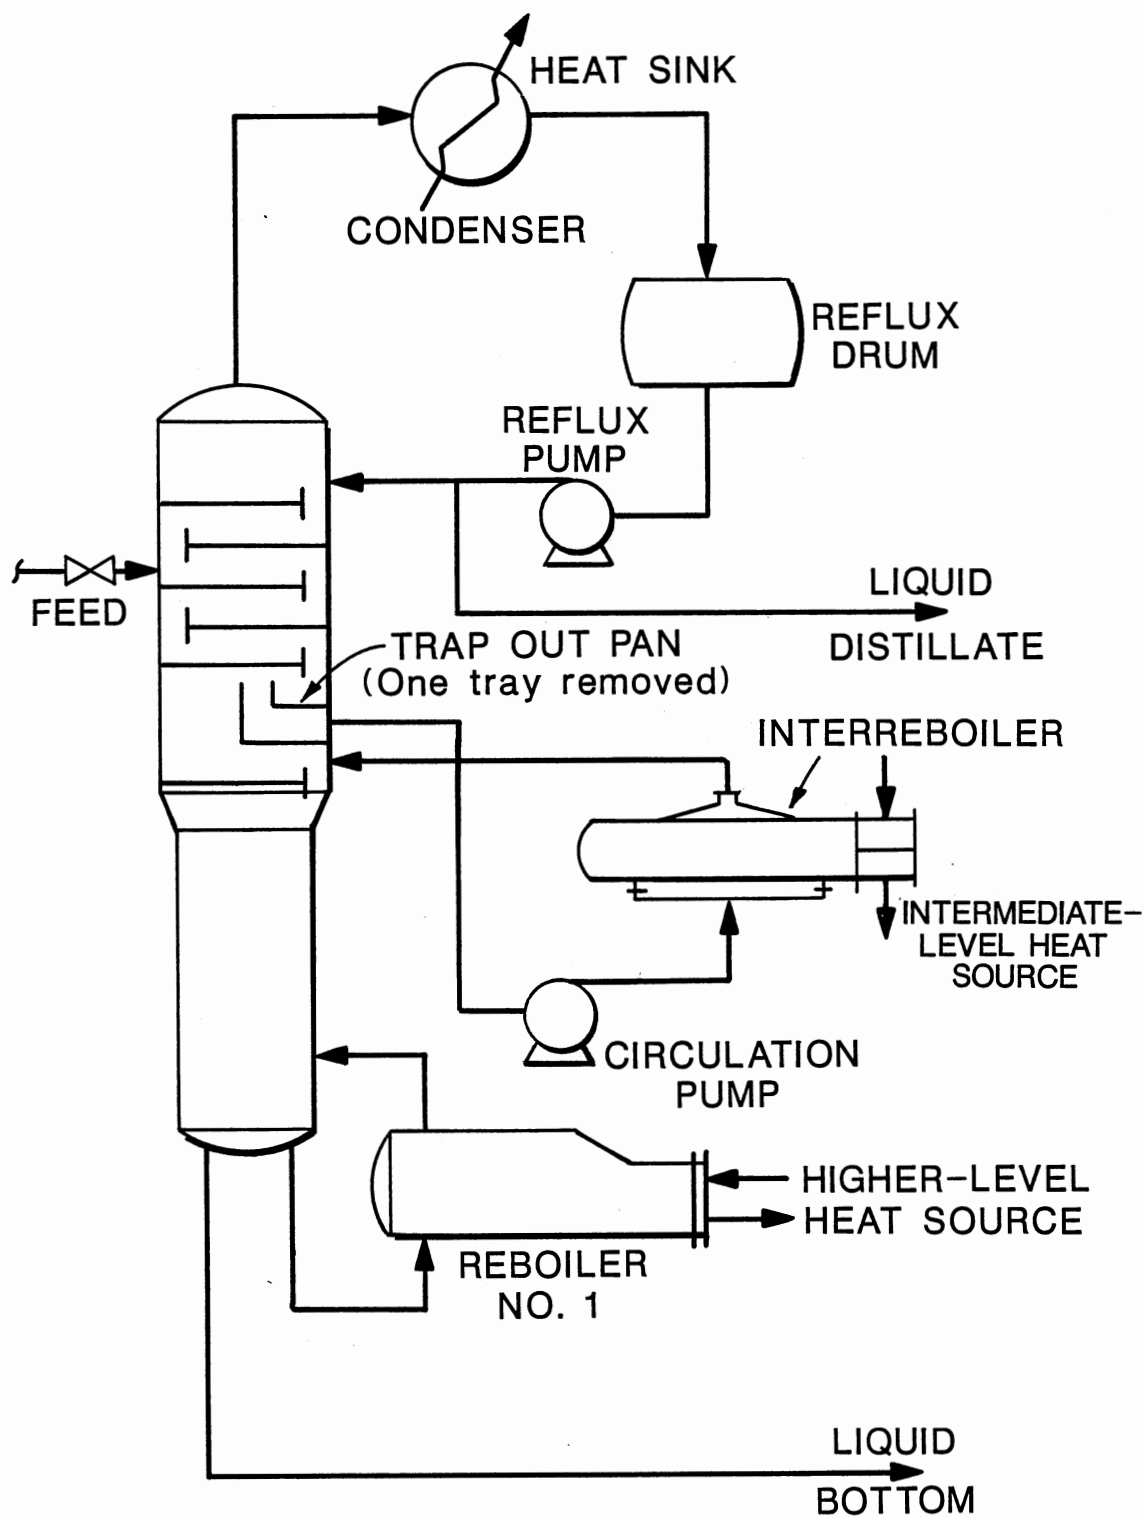 HEAT SINK
CONDENSER
REFLUX
DRUM
REFLUX
PUMP
FEED
LIQUID
DISTILLATE
TRAP OUT PAN
(One tray removed)
INTERREBOILER
INTERMEDIATE-
LEVEL HEAT
SOURCE
CIRCULATION
PUMP
HIGHER-LEVEL
HEAT SOURCE
REBOILER
NO. 1
LIQUID
BOTTOM